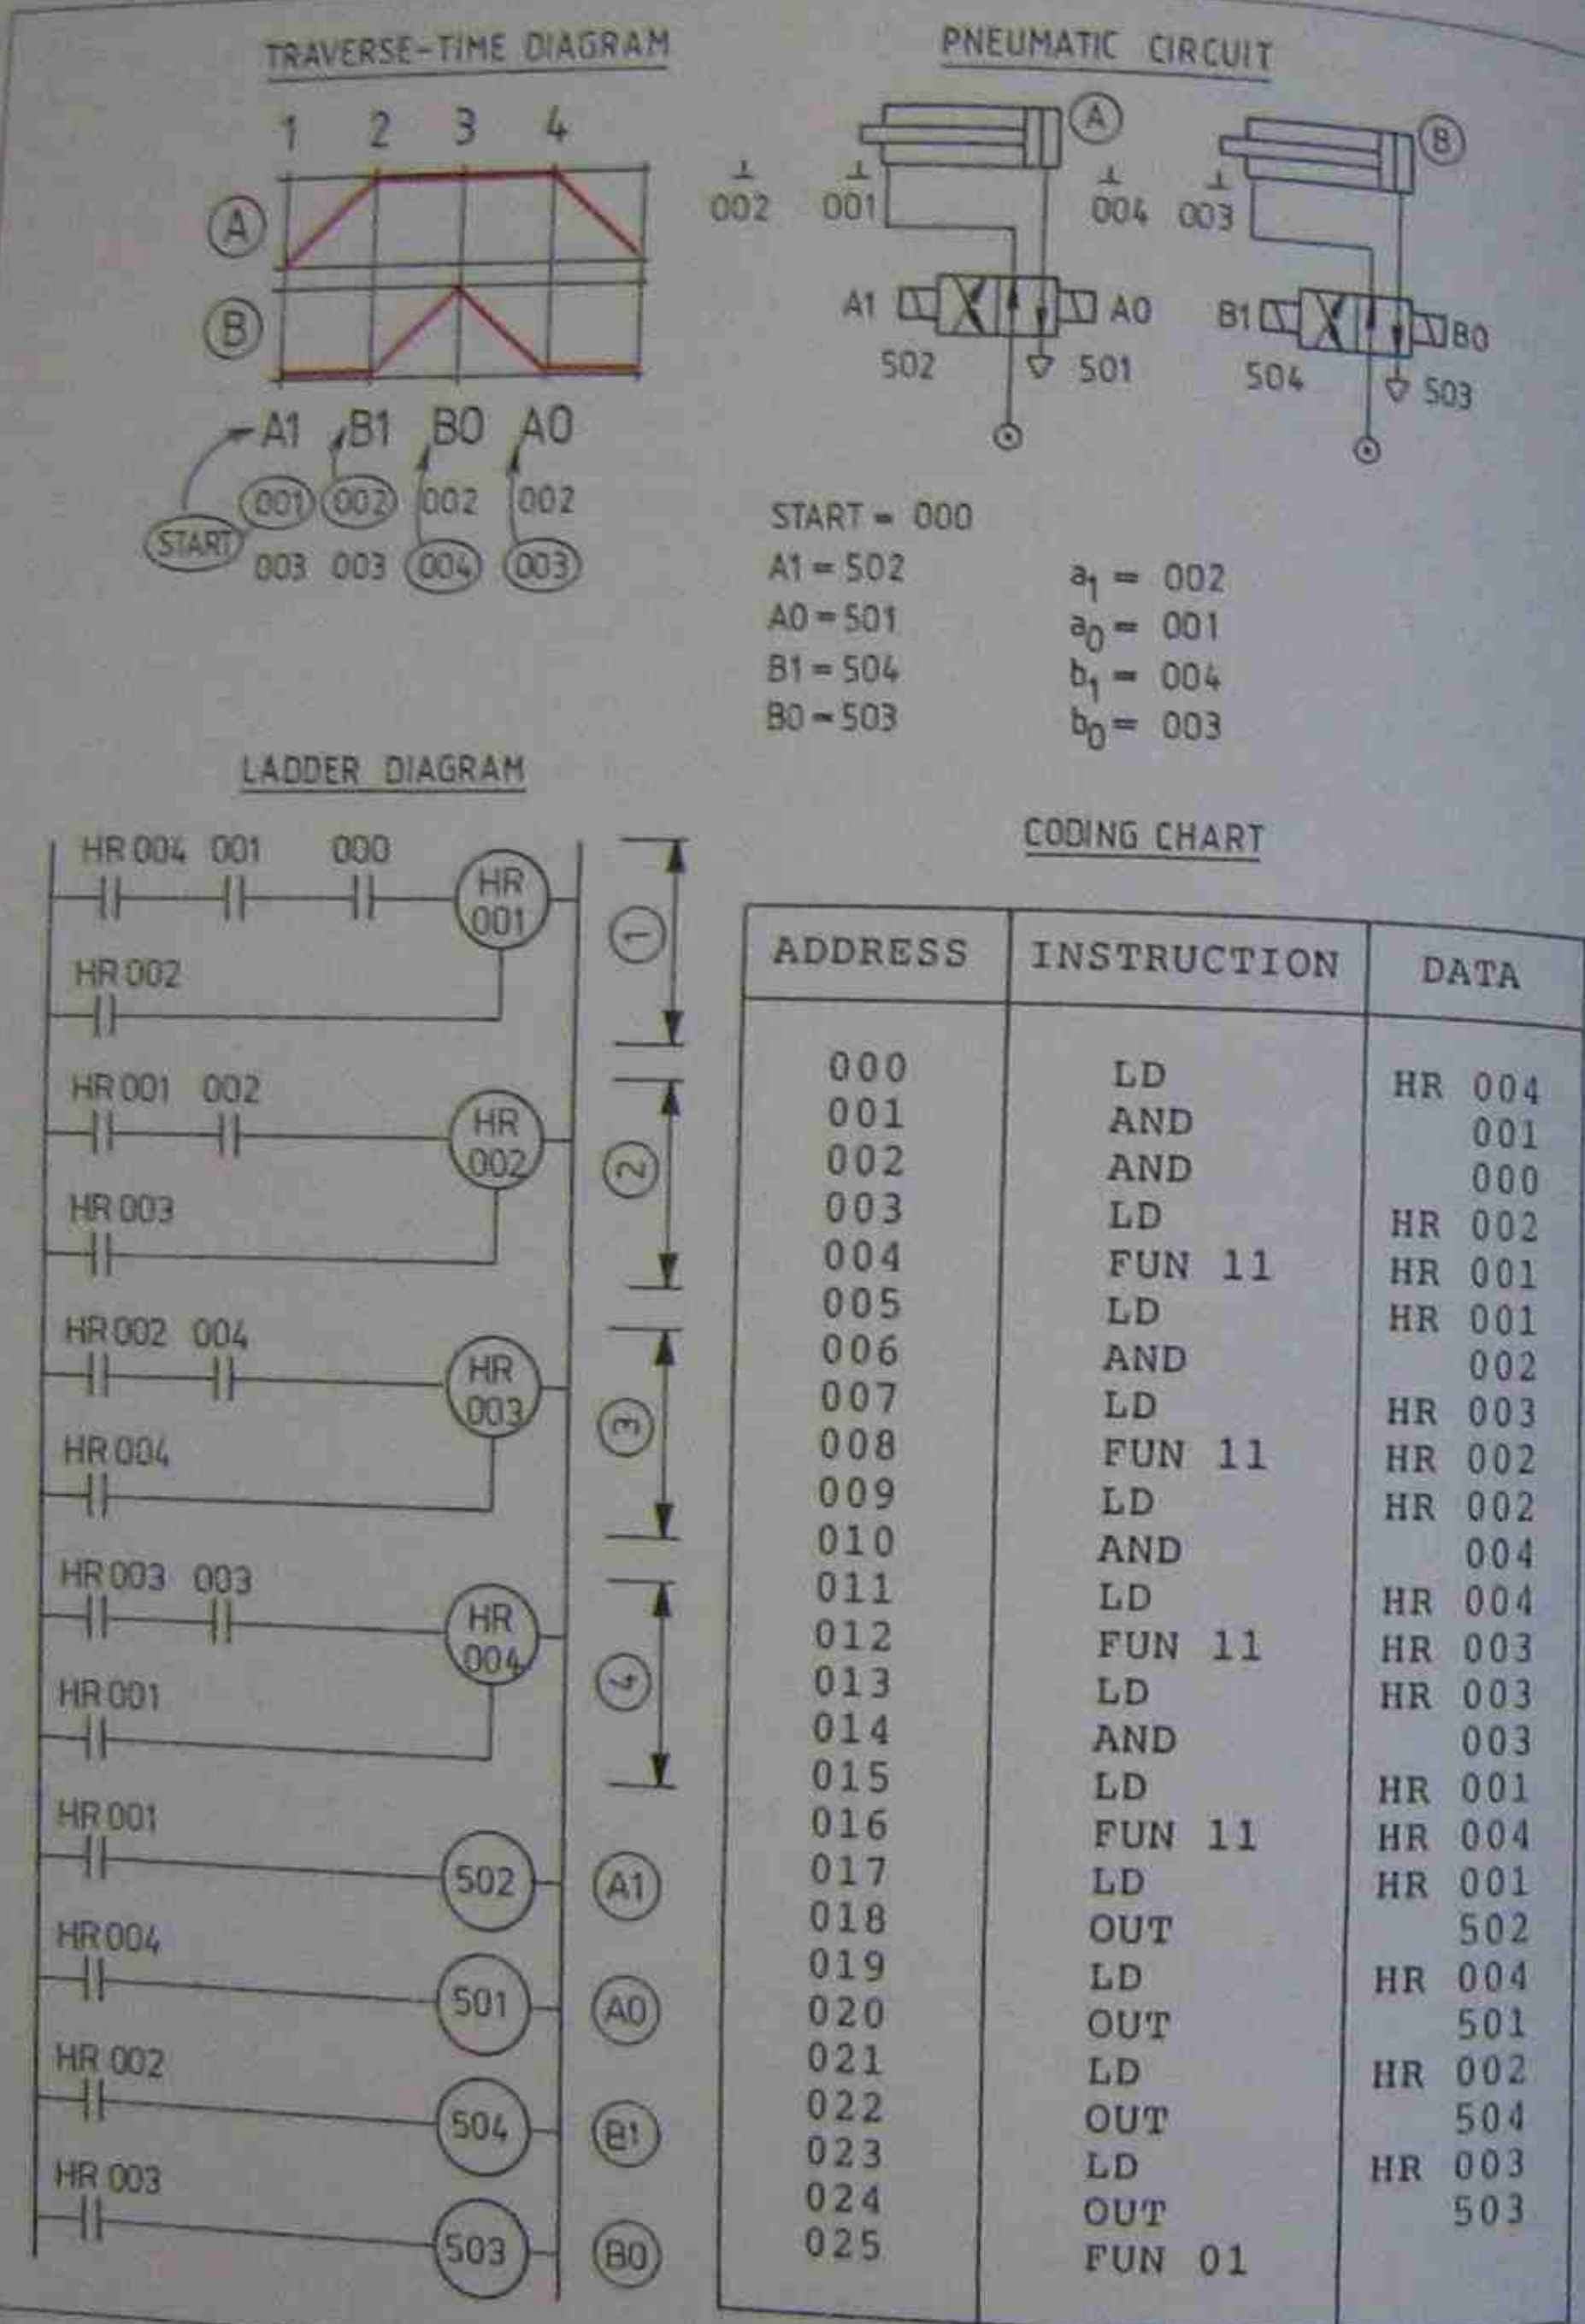 TRAVERSE-TIME DIAGRAM
1 2 3 4
A
B
A1 B1 B0 A0
001 002 002 002
START
003 003 004 003
PNEUMATIC CIRCUIT
A B
002 001 004 003
A1 A0 B1 B0
502 501 504 503
START = 000
A1 = 502 a1 = 002
A0 = 501 a0 = 001
B1 = 504 b1 = 004
B0 = 503 b0 = 003
LADDER DIAGRAM
HR 004 001 000
HR
001
1
HR 002
HR 001 002
HR
002
2
HR 003
HR 002 004
HR
003
3
HR 004
HR 003 003
HR
004
4
HR 001
HR 001
502 A1
HR 004
501 A0
HR 002
504 B1
HR 003
503 B0
CODING CHART
ADDRESS INSTRUCTION DATA
000 LD HR 004
001 AND 001
002 AND 000
003 LD HR 002
004 FUN 11 HR 001
005 LD HR 001
006 AND 002
007 LD HR 003
008 FUN 11 HR 002
009 LD HR 002
010 AND 004
011 LD HR 004
012 FUN 11 HR 003
013 LD HR 003
014 AND 003
015 LD HR 001
016 FUN 11 HR 004
017 LD HR 001
018 OUT 502
019 LD HR 004
020 OUT 501
021 LD HR 002
022 OUT 504
023 LD HR 003
024 OUT 503
025 FUN 01